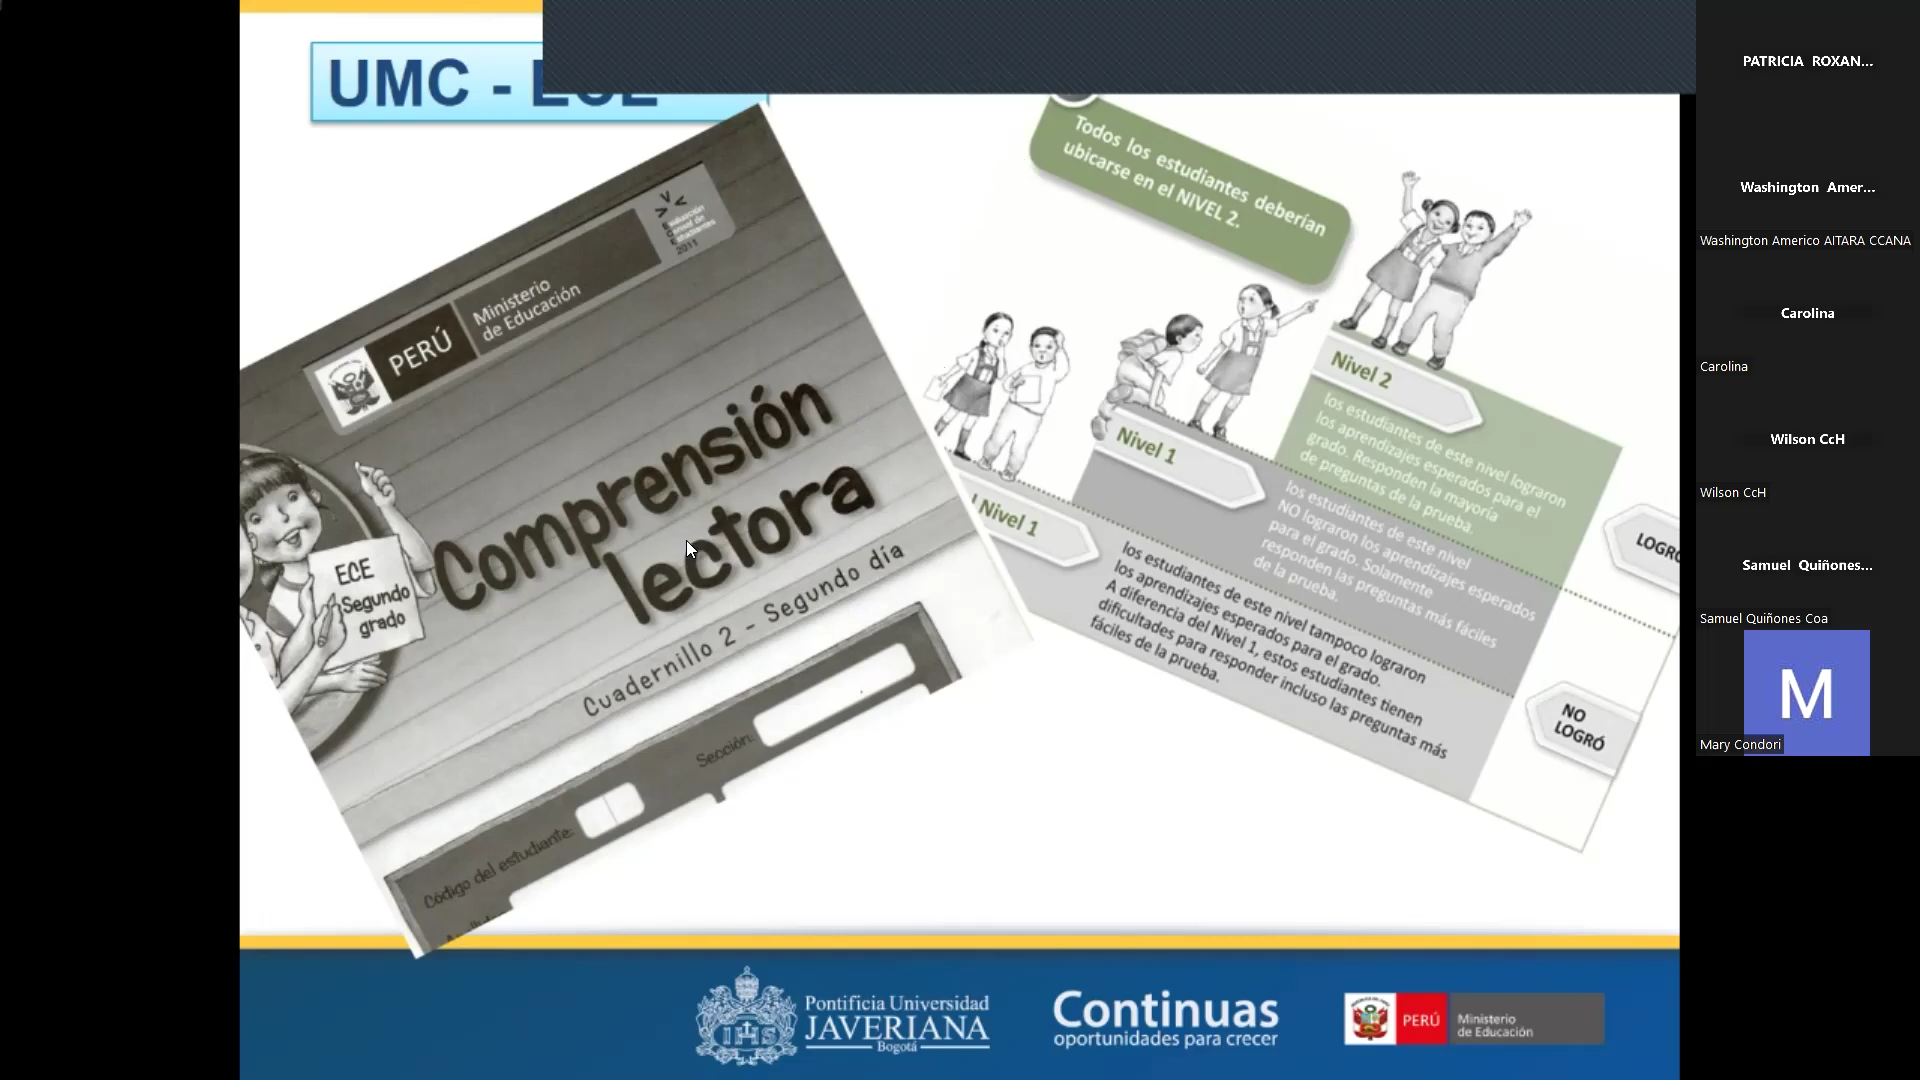 UMC - ECE
PERÚ
Ministerio
de Educación
Evaluación
Censal de
Estudiantes
2011
Comprensión
lectora
Cuadernillo 2 - Segundo día
ECE
Segundo
grado
Sección:
Código del estudiante:
Todos los estudiantes deberían
ubicarse en el NIVEL 2.
Nivel 2
los estudiantes de este nivel lograron
los aprendizajes esperados para el
grado. Responden la mayoría
de preguntas de la prueba.
Nivel 1
los estudiantes de este nivel
NO lograron los aprendizajes esperados
para el grado. Solamente
responden las preguntas más fáciles
de la prueba.
Nivel 1
los estudiantes de este nivel tampoco lograron
los aprendizajes esperados para el grado.
A diferencia del Nivel 1, estos estudiantes tienen
dificultades para responder incluso las preguntas más
fáciles de la prueba.
NO
LOGRÓ
Pontificia Universidad
JAVERIANA
Bogotá
Continuas
oportunidades para crecer
PERÚ
Ministerio
de Educación
PATRICIA ROXAN...
Washington Amer...
Washington Americo AITARA CCANA
Carolina
Carolina
Wilson CcH
Wilson CcH
Samuel Quiñones...
Samuel Quiñones Coa
M
Mary Condori